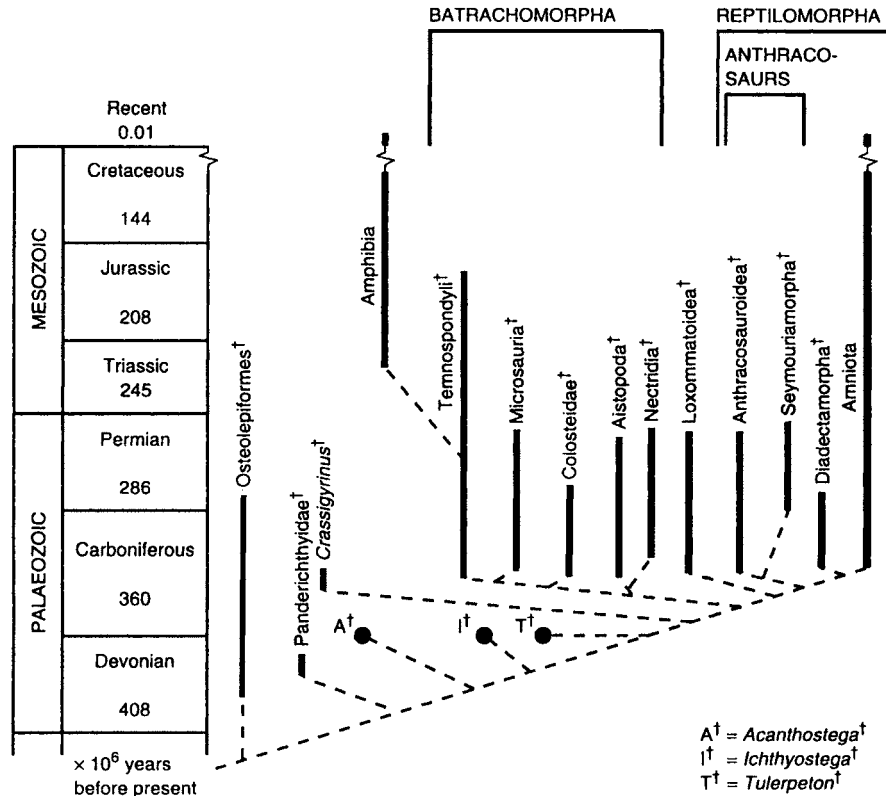 BATRACHOMORPHA
REPTILOMORPHA
ANTHRACO-
SAURS
Recent
0.01
MESOZOIC
Cretaceous
144
Jurassic
208
Triassic
245
PALAEOZOIC
Permian
286
Carboniferous
360
Devonian
408
× 10⁶ years
before present
Osteolepiformes†
Panderichthyidae†
Crassigyrinus†
Amphibia
Temnospondyli†
Microsauria†
Colosteidae†
Aistopoda†
Nectridia†
Loxommatoidea†
Anthracosauroidea†
Seymouriamorpha†
Diadectamorpha†
Amniota
A†
I†
T†
A† = Acanthostega†
I† = Ichthyostega†
T† = Tulerpeton†